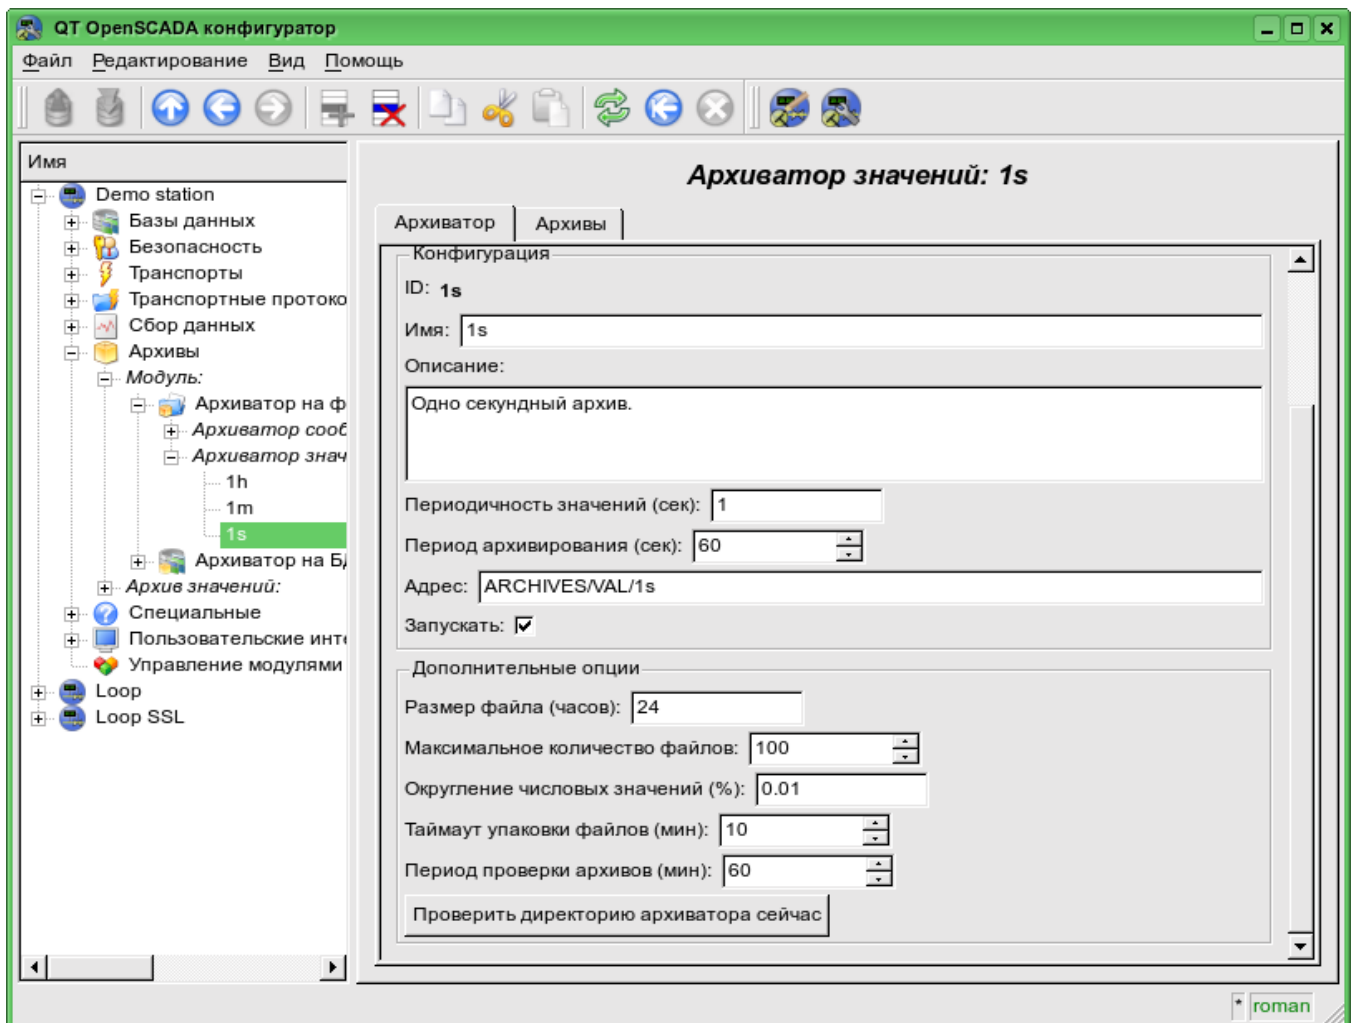 QT OpenSCADA конфигуратор
Файл Редактирование Вид Помощь
Имя
Demo station
Базы данных
Безопасность
Транспорты
Транспортные протоко
Сбор данных
Архивы
Модуль:
Архиватор на ф
Архиватор сооб
Архиватор знач
1h
1m
1s
Архиватор на БД
Архив значений:
Специальные
Пользовательские инте
Управление модулями
Loop
Loop SSL
Архиватор значений: 1s
Архиватор Архивы
Конфигурация
ID: 1s
Имя: 1s
Описание:
Одно секундный архив.
Периодичность значений (сек): 1
Период архивирования (сек): 60
Адрес: ARCHIVES/VAL/1s
Запускать:
Дополнительные опции
Размер файла (часов): 24
Максимальное количество файлов: 100
Округление числовых значений (%): 0.01
Таймаут упаковки файлов (мин): 10
Период проверки архивов (мин): 60
Проверить директорию архиватора сейчас
* roman